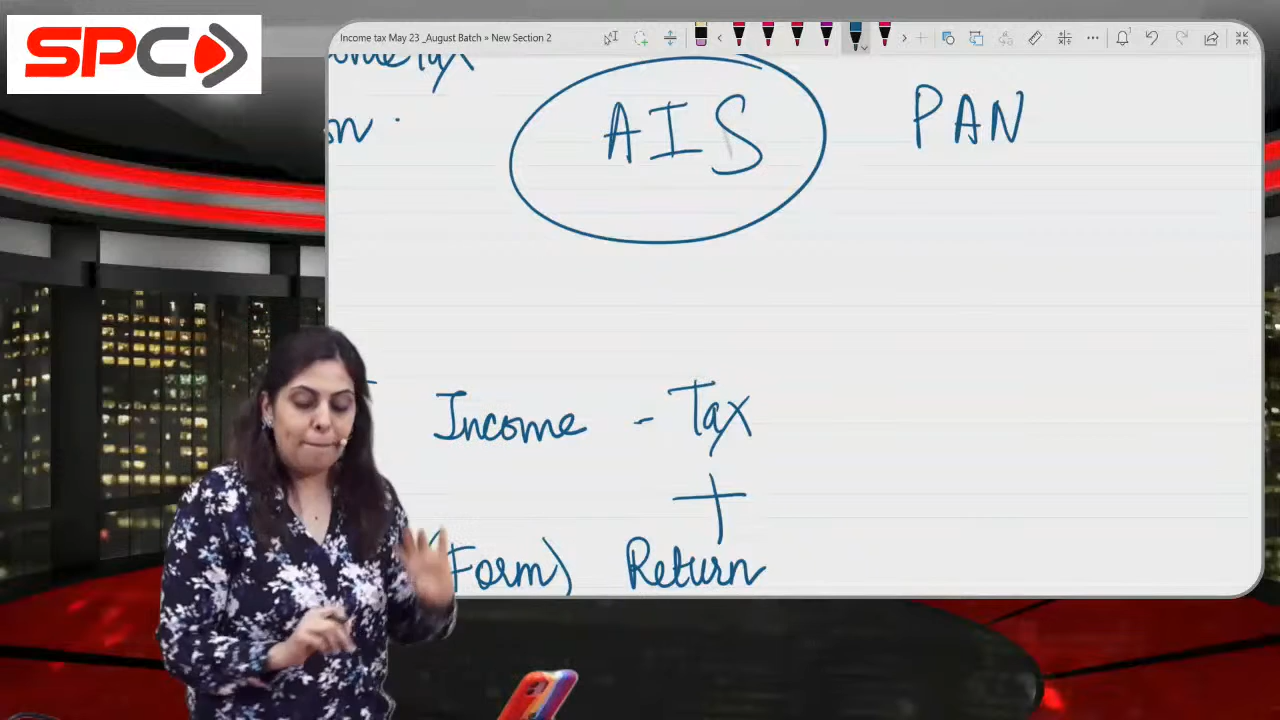 SPC
Income tax May 23 _August Batch » New Section 2
AIS PAN
Income - Tax
+
(Form) Return